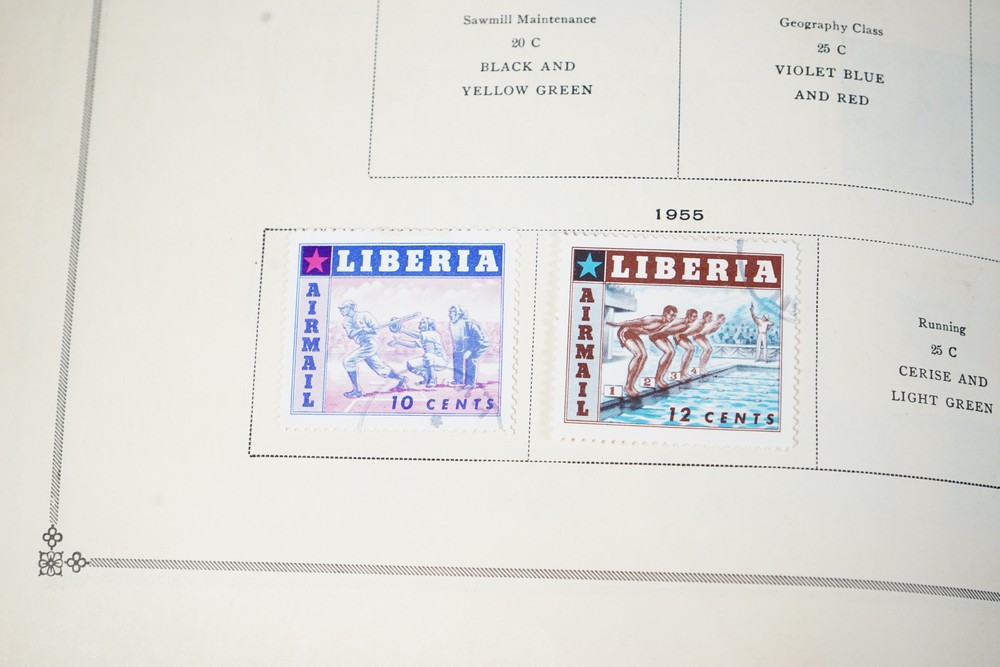 Sawmill Maintenance
20 C
BLACK AND
YELLOW GREEN
Geography Class
25 C
VIOLET BLUE
AND RED
1955
LIBERIA
AIRMAIL
10 CENTS
LIBERIA
AIRMAIL
1 2 3 4
12 CENTS
Running
25 C
CERISE AND
LIGHT GREEN